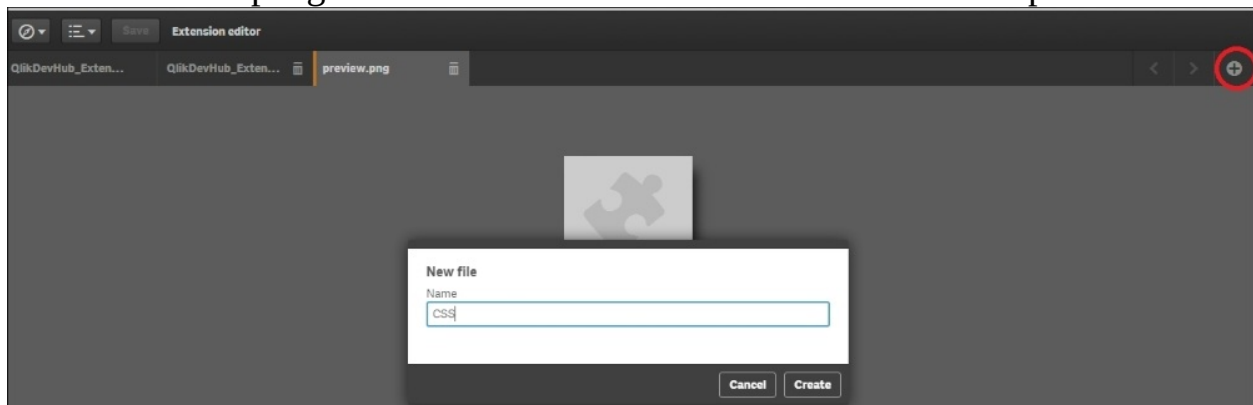 Save Extension editor
QlikDevHub_Exten... QlikDevHub_Exten... preview.png
New file
Name
CSS
Cancel Create